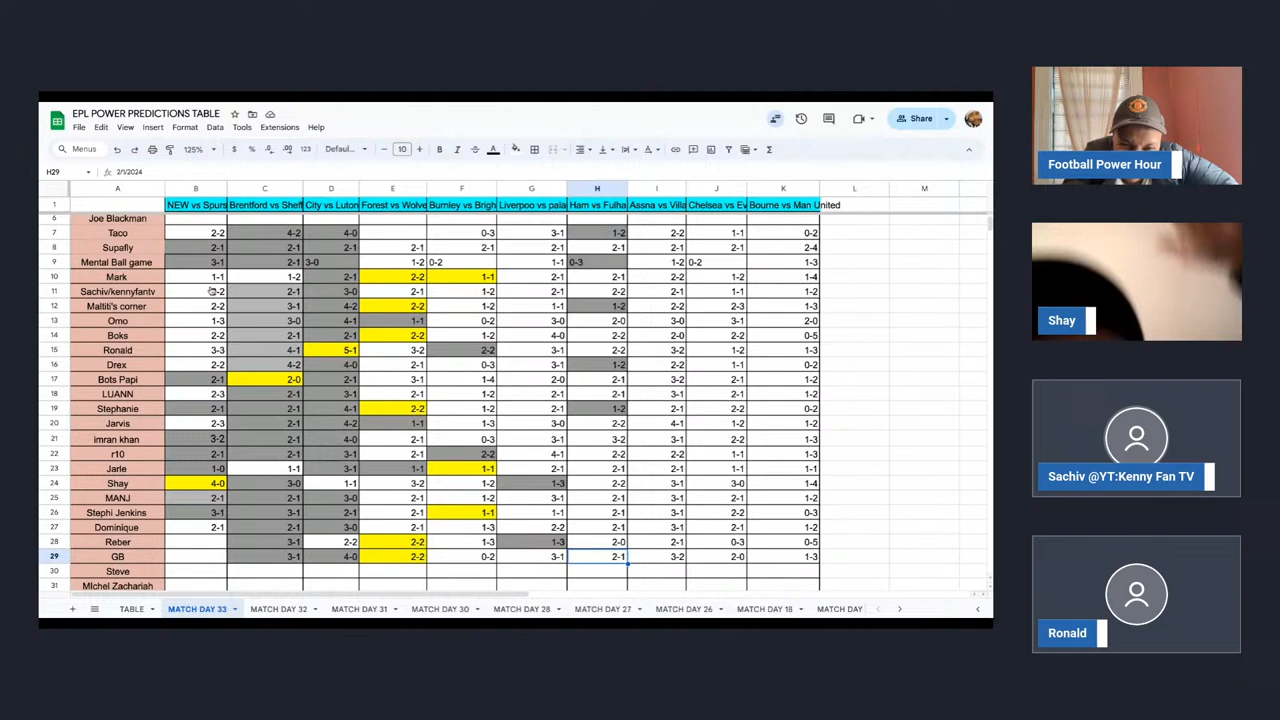 EPL POWER PREDICTIONS TABLE
File Edit View Insert Format Data Tools Extensions Help
Share
Menus 125% $ % .0 .00 123 Defaul... 10 B I A
H29 2/1/2024
A B C D E F G H I J K L M
1 NEW vs Spurs Brentford vs Sheff City vs Luton Forest vs Wolve Burnley vs Brigh Liverpoo vs pala Ham vs Fulha Assna vs Villa Chelsea vs Ev Bourne vs Man United
6 Joe Blackman
7 Taco 2-2 4-2 4-0 0-3 3-1 1-2 2-2 1-1 0-2
8 Supafly 2-1 2-1 2-1 2-1 2-1 3-1 2-1 2-1 2-1 2-4
9 Mental Ball game 3-1 2-1 3-0 1-2 0-2 1-1 0-3 1-2 0-2 1-3
10 Mark 1-1 1-2 2-1 2-2 1-1 2-1 2-1 2-2 1-2 1-4
11 Sachiv/kennyfantv -2 2-1 3-0 2-1 1-2 2-1 2-2 2-1 2-1 1-3
12 Maltiti's corner 2-2 3-1 4-1 2-2 1-2 2-1 1-2 2-2 2-3 1-3
13 Omo 1-3 3-0 4-1 1-1 0-2 3-0 2-0 3-0 3-1 2-0
14 Boks 2-2 2-1 2-1 2-2 1-2 4-0 2-2 2-0 2-2 0-5
15 Ronald 3-3 4-1 5-1 3-2 2-2 3-1 2-2 3-2 1-2 1-3
16 Drex 2-2 4-2 4-0 2-1 0-3 3-1 1-2 2-2 1-1 0-2
17 Bots Papi 2-1 2-0 2-1 3-1 1-4 2-0 2-1 3-2 2-1 1-2
18 LUANN 2-3 2-1 3-1 2-1 1-2 3-1 2-1 2-1 2-1 1-2
19 Stephanie 2-1 2-1 4-1 2-2 1-2 2-1 1-2 2-1 2-2 0-2
20 Jarvis 2-3 2-1 4-2 1-1 1-3 3-0 2-2 4-1 2-1 1-2
21 imran khan 3-2 2-1 4-0 2-1 0-3 3-1 3-2 3-1 2-2 1-3
22 r10 2-1 2-1 3-1 2-1 2-2 4-1 2-2 2-2 2-1 1-3
23 Jarle 1-0 1-1 3-1 1-1 1-1 2-1 2-1 2-1 1-1 1-1
24 Shay 4-0 3-0 1-1 3-2 1-2 1-3 2-2 3-1 3-0 1-4
25 MANJ 2-1 2-1 3-0 2-1 1-2 3-1 2-1 3-1 2-1 1-2
26 Stephi Jenkins 3-1 2-1 3-1 2-1 1-1 3-1 2-1 3-1 2-2 0-3
27 Dominique 2-1 2-1 3-0 2-1 1-3 2-2 2-1 3-1 2-1 1-2
28 Reber 3-1 2-2 2-2 1-3 1-3 2-0 2-1 0-3 0-5
29 GB 3-1 4-0 2-2 0-2 3-1 2-1 3-2 2-0 1-3
30 Steve
31 MIchel Zachariah
TABLE MATCH DAY 33 MATCH DAY 32 MATCH DAY 31 MATCH DAY 30 MATCH DAY 28 MATCH DAY 27 MATCH DAY 26 MATCH DAY 18 MATCH DAY
Football Power Hour
Shay
Sachiv @YT:Kenny Fan TV
Ronald